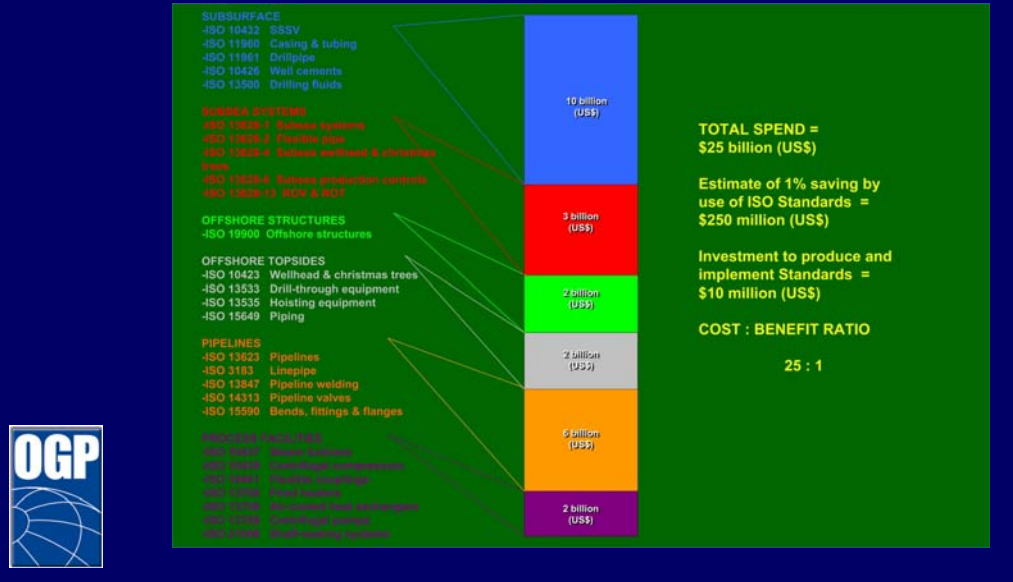 SUBSURFACE
-ISO 10432 SSSV
-ISO 11960 Casing & tubing
-ISO 11961 Drillpipe
-ISO 10426 Well cements
-ISO 13500 Drilling fluids
SUBSEA SYSTEMS
-ISO 13628-1 Subsea systems
-ISO 13628-2 Flexible pipe
-ISO 13628-4 Subsea wellhead & christmas
trees
-ISO 13628-6 Subsea production controls
OFFSHORE STRUCTURES
-ISO 19900 Offshore structures
OFFSHORE TOPSIDES
-ISO 10423 Wellhead & christmas trees
-ISO 13533 Drill-through equipment
-ISO 13535 Hoisting equipment
-ISO 15649 Piping
PIPELINES
-ISO 13623 Pipelines
-ISO 3183 Linepipe
-ISO 13847 Pipeline welding
-ISO 14313 Pipeline valves
-ISO 15590 Bends, fittings & flanges
PROCESS FACILITIES
10 billion
(US$)
3 billion
(US$)
2 billion
(US$)
2 billion
(US$)
billion
(US$)
2 billion
(US$)
TOTAL SPEND =
$25 billion (US$)
Estimate of 1% saving by
use of ISO Standards =
$250 million (US$)
Investment to produce and
implement Standards =
$10 million (US$)
COST : BENEFIT RATIO
25 : 1
OGP